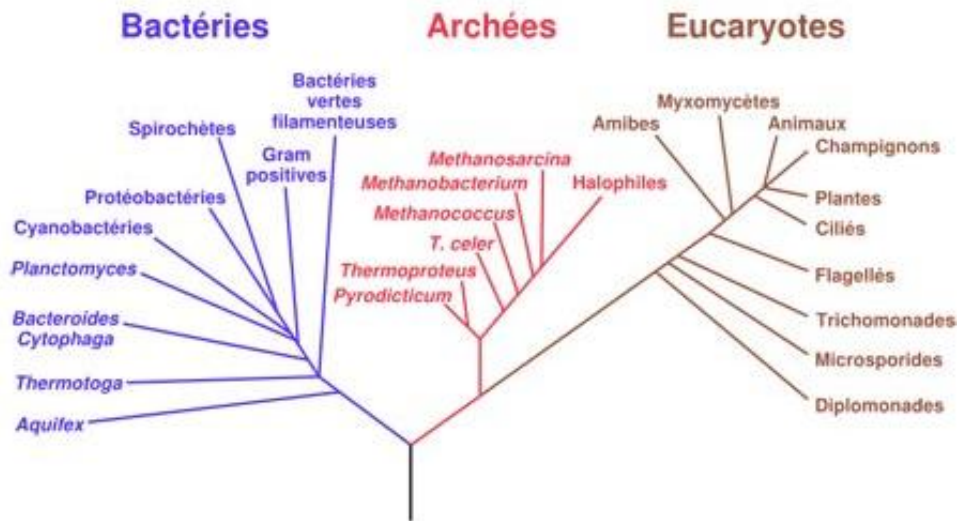 Bactéries
Archées
Eucaryotes
Bactéries
vertes
filamenteuses
Spirochètes
Gram
positives
Protéobactéries
Cyanobactéries
Planctomyces
Bacteroides
Cytophaga
Thermotoga
Aquifex
Methanosarcina
Methanobacterium
Halophiles
Methanococcus
T. celer
Thermoproteus
Pyrodicticum
Myxomycètes
Amibes
Animaux
Champignons
Plantes
Ciliés
Flagellés
Trichomonades
Microsporides
Diplomonades